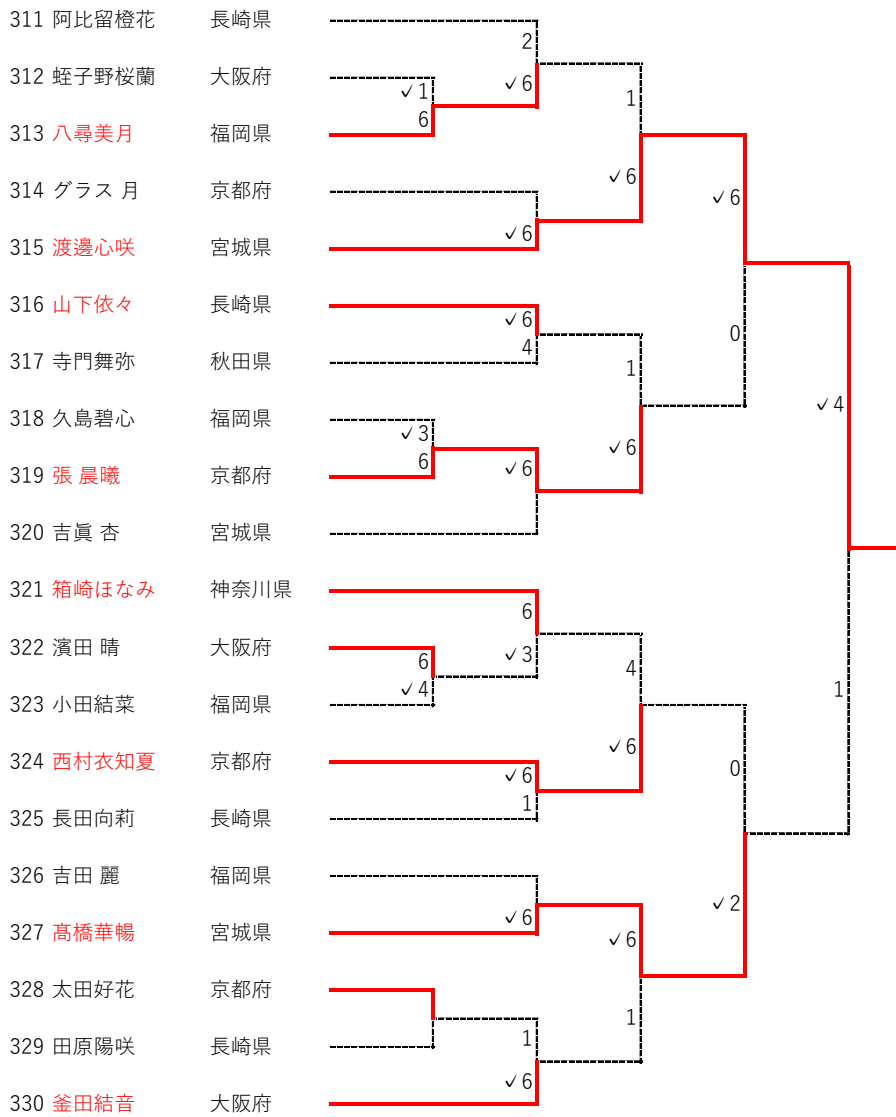 311 阿比留橙花 長崎県
2
312 蛭子野桜蘭 大阪府
✓6
✓1
1
6
313 八尋美月 福岡県
✓6
314 グラス 月 京都府
✓6
✓6
315 渡邊心咲 宮城県
316 山下依々 長崎県
✓6
0
4
317 寺門舞弥 秋田県
1
✓4
318 久島碧心 福岡県
✓3
✓6
6
✓6
319 張 晨曦 京都府
320 吉眞 杏 宮城県
321 箱崎ほなみ 神奈川県
6
322 濱田 晴 大阪府
✓3
6
4
✓4
1
323 小田結菜 福岡県
✓6
324 西村衣知夏 京都府
0
✓6
1
325 長田向莉 長崎県
326 吉田 麗 福岡県
✓2
✓6
327 髙橋華暢 宮城県
✓6
328 太田好花 京都府
1
1
329 田原陽咲 長崎県
✓6
330 釜田結音 大阪府